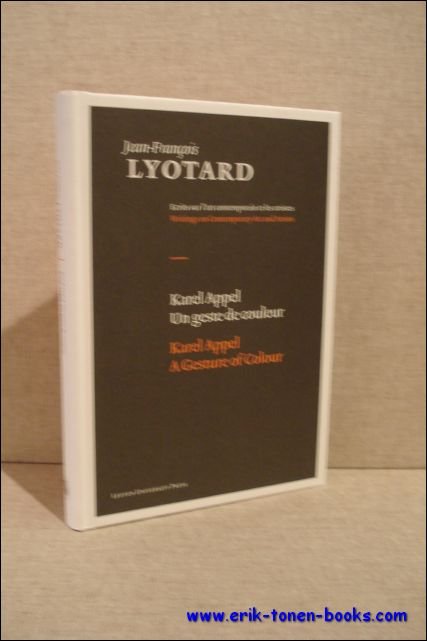 Jean-François
LYOTARD
Écrits sur l'art contemporain et les artistes
Writings on Contemporary Art and Artists
Karel Appel
Un geste de couleur
Karel Appel
A Gesture of Colour
Leuven University Press
www.erik-tonen-books.com